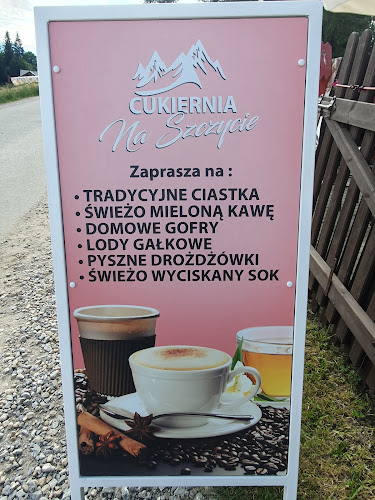 CUKIERNIA
Na Szczycie
Zaprasza na :
• TRADYCYJNE CIASTKA
• ŚWIEŻO MIELONĄ KAWĘ
• DOMOWE GOFRY
• LODY GAŁKOWE
• PYSZNE DROŻDŻÓWKI
• ŚWIEŻO WYCISKANY SOK